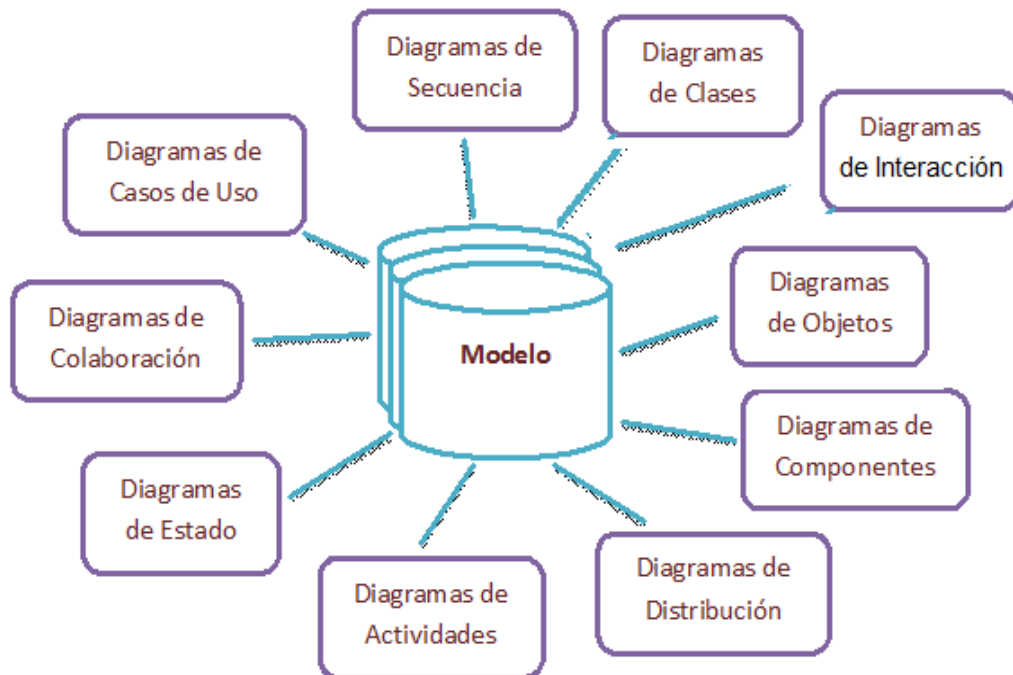 Diagramas de
Secuencia
Diagramas
de Clases
Diagramas
de Interacción
Diagramas de
Casos de Uso
Diagramas
de Objetos
Diagramas de
Colaboración
Modelo
Diagramas de
Componentes
Diagramas
de Estado
Diagramas de
Distribución
Diagramas de
Actividades